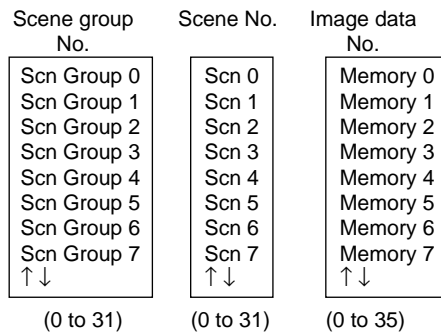 Scene group
No.
Scn Group 0
Scn Group 1
Scn Group 2
Scn Group 3
Scn Group 4
Scn Group 5
Scn Group 6
Scn Group 7
↑↓
(0 to 31)
Scene No.
Scn 0
Scn 1
Scn 2
Scn 3
Scn 4
Scn 5
Scn 6
Scn 7
↑↓
(0 to 31)
Image data
No.
Memory 0
Memory 1
Memory 2
Memory 3
Memory 4
Memory 5
Memory 6
Memory 7
↑↓
(0 to 35)